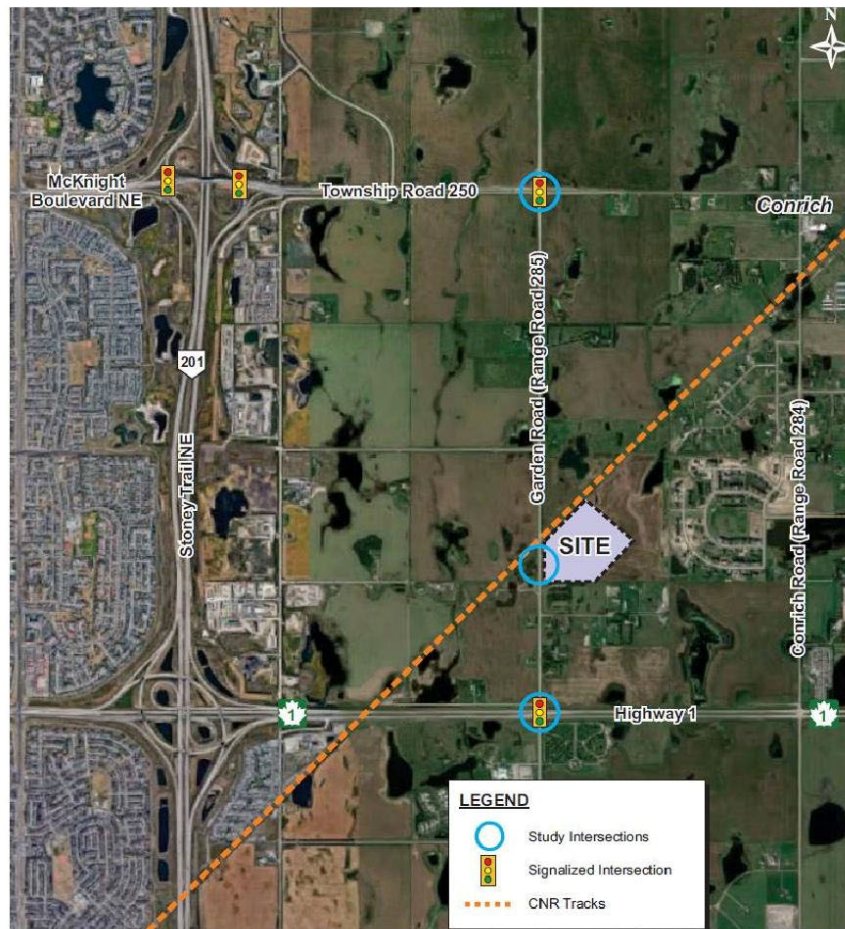 N
McKnight
Boulevard NE
Township Road 250
Conrich
Garden Road (Range Road 285)
201
Stoney Trail NE
SITE
Conrich Road (Range Road 284)
1
Highway 1
1
LEGEND
Study Intersections
Signalized Intersection
CNR Tracks